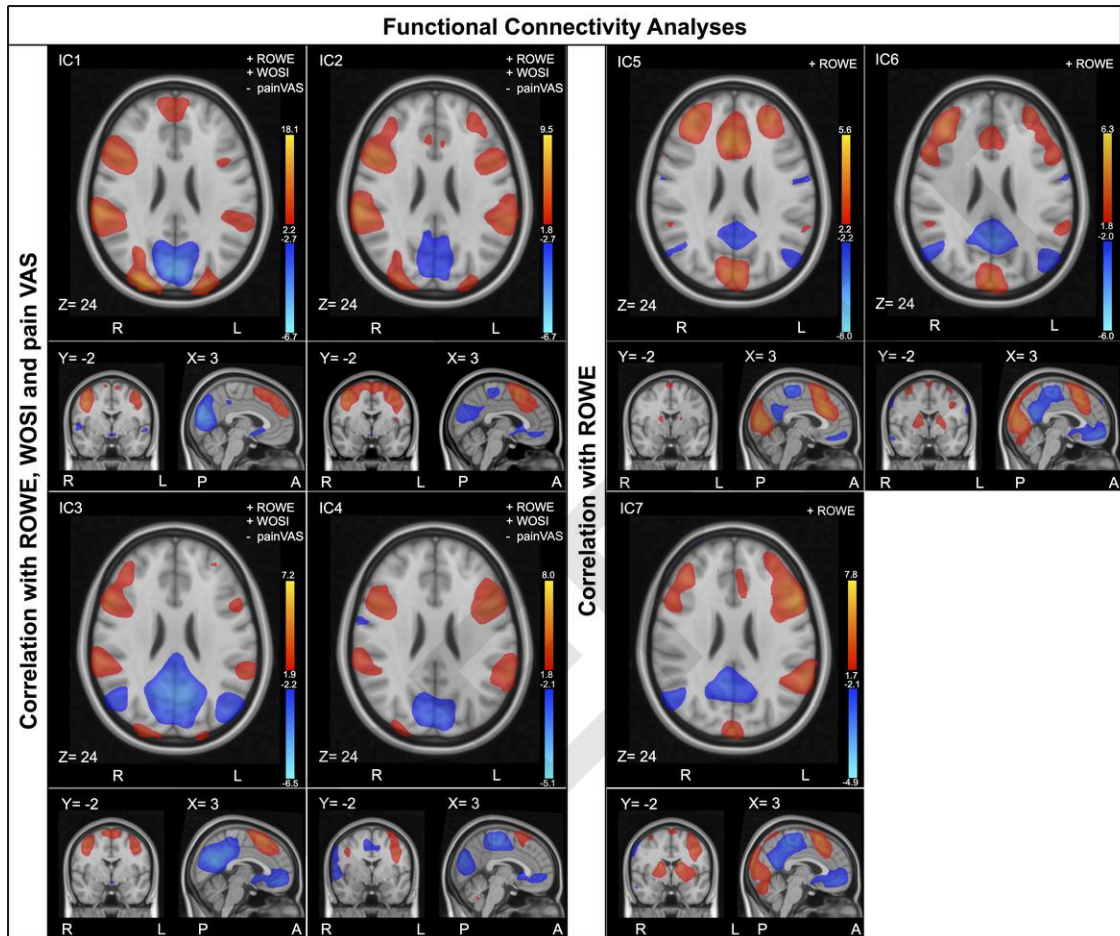 Functional Connectivity Analyses
Correlation with ROWE, WOSI and pain VAS
IC1
+ ROWE
+ WOSI
- painVAS
18.1
2.2
-2.7
-6.7
Z= 24
R L
Y= -2 X= 3
R L P A
IC2
+ ROWE
+ WOSI
- painVAS
9.5
1.8
-2.7
-6.7
Z= 24
R L
Y= -2 X= 3
R L P A
IC3
+ ROWE
+ WOSI
- painVAS
7.2
1.9
-2.2
-6.5
Z= 24
R L
Y= -2 X= 3
R L P A
IC4
+ ROWE
+ WOSI
- painVAS
8.0
1.8
-2.1
-5.1
Z= 24
R L
Y= -2 X= 3
R L P A
Correlation with ROWE
IC5
+ ROWE
5.6
2.2
-2.2
-8.0
Z= 24
R L
Y= -2 X= 3
R L P A
IC6
+ ROWE
6.3
1.8
-2.0
-6.0
Z= 24
R L
Y= -2 X= 3
R L P A
IC7
+ ROWE
7.8
1.7
-2.1
-4.9
Z= 24
R L
Y= -2 X= 3
R L P A